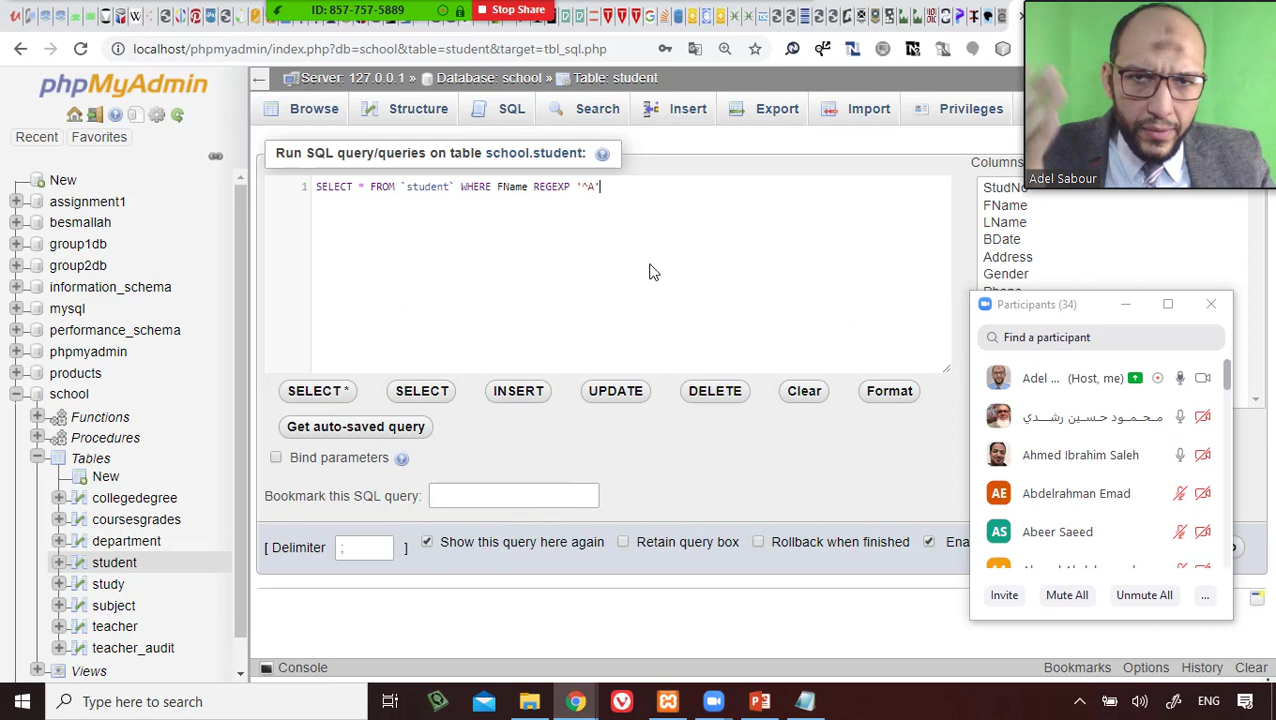 ID: 857-757-5889
Stop Share
localhost/phpmyadmin/index.php?db=school&table=student&target=tbl_sql.php
phpMyAdmin
Recent
Favorites
New
assignment1
besmallah
group1db
group2db
information_schema
mysql
performance_schema
phpmyadmin
products
school
Functions
Procedures
Tables
New
collegedegree
coursesgrades
department
student
study
subject
teacher
teacher_audit
Views
Server: 127.0.0.1 » Database: school » Table: student
Browse
Structure
SQL
Search
Insert
Export
Import
Privileges
Run SQL query/queries on table school.student:
1 SELECT * FROM `student` WHERE FName REGEXP '^A'
Columns
StudNo
FName
LName
BDate
Address
Gender
SELECT *
SELECT
INSERT
UPDATE
DELETE
Clear
Format
Get auto-saved query
Bind parameters
Bookmark this SQL query:
[ Delimiter ; ]
Show this query here again
Retain query box
Rollback when finished
Ena
Console
Bookmarks
Options
History
Clear
Adel Sabour
Participants (34)
Find a participant
Adel ... (Host, me)
مـحـمـود حـسـين رشـــدي
Ahmed Ibrahim Saleh
AE Abdelrahman Emad
AS Abeer Saeed
Invite
Mute All
Unmute All
...
Type here to search
ENG